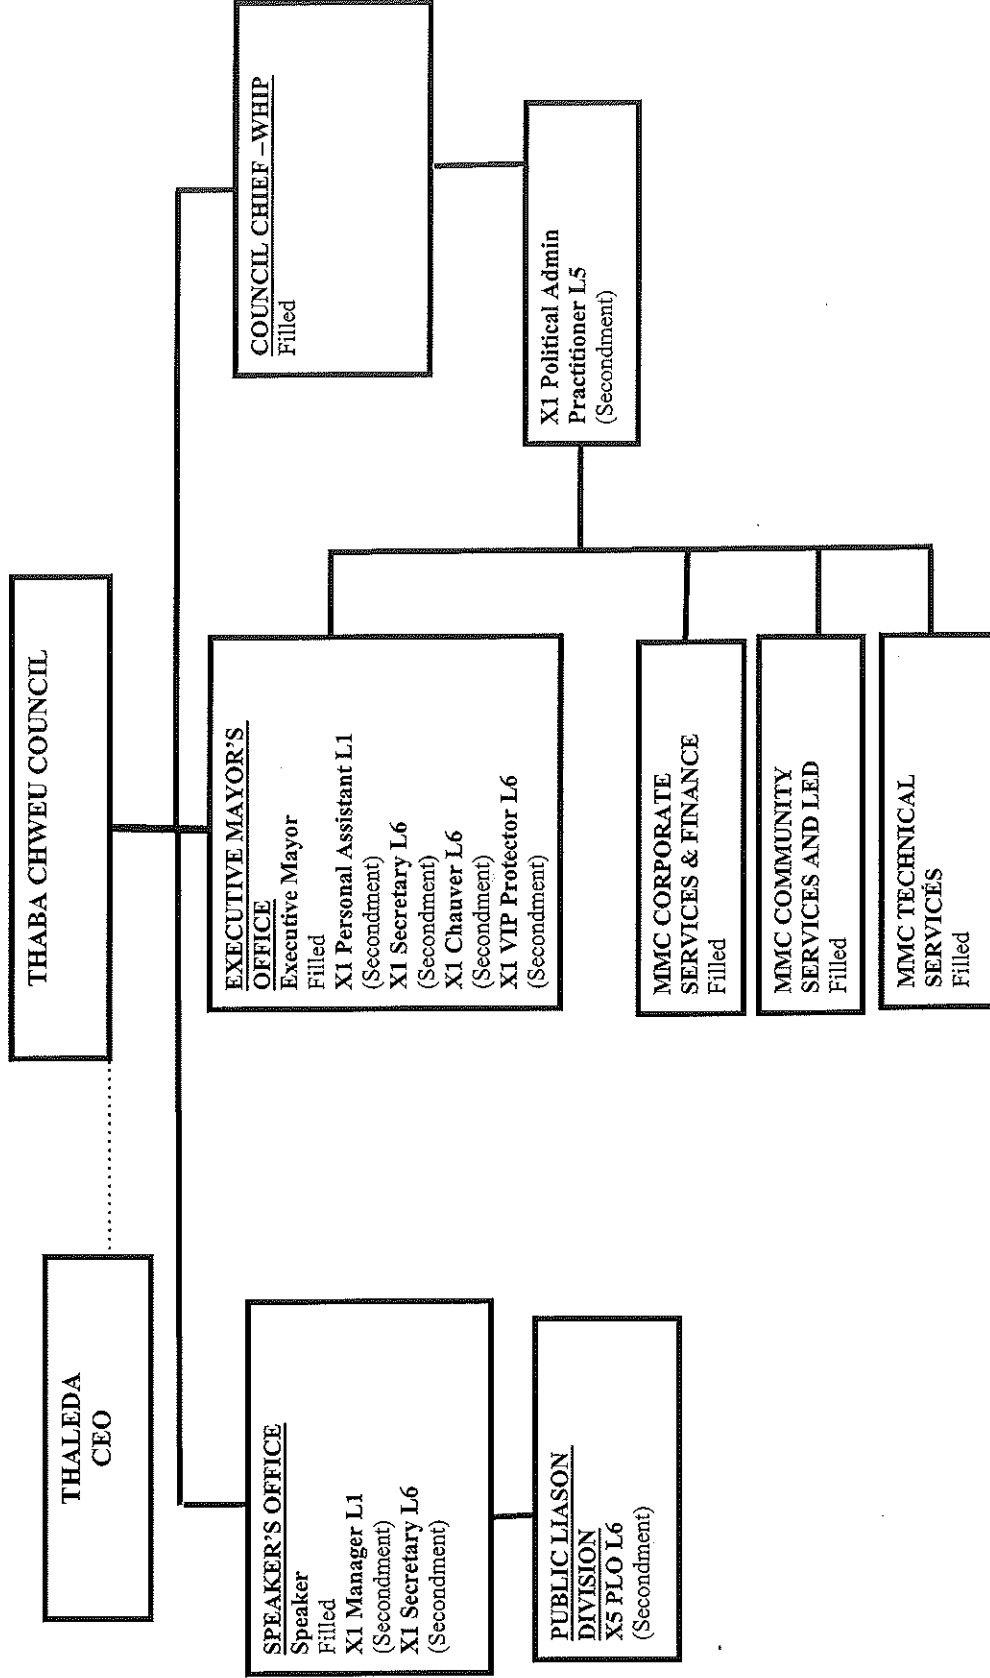 THABA CHWEU COUNCIL
THALEDA
CEO
SPEAKER'S OFFICE
Speaker
Filled
X1 Manager L1
(Secondment)
X1 Secretary L6
(Secondment)
PUBLIC LIASON
DIVISION
X5 PLO L6
(Secondment)
EXECUTIVE MAYOR'S
OFFICE
Executive Mayor
Filled
X1 Personal Assistant L1
(Secondment)
X1 Secretary L6
(Secondment)
X1 Chauver L6
(Secondment)
X1 VIP Protector L6
(Secondment)
MMC CORPORATE
SERVICES & FINANCE
Filled
MMC COMMUNITY
SERVICES AND LED
Filled
MMC TECHNICAL
SERVICES
Filled
COUNCIL CHIEF –WHIP
Filled
X1 Political Admin
Practitioner L5
(Secondment)